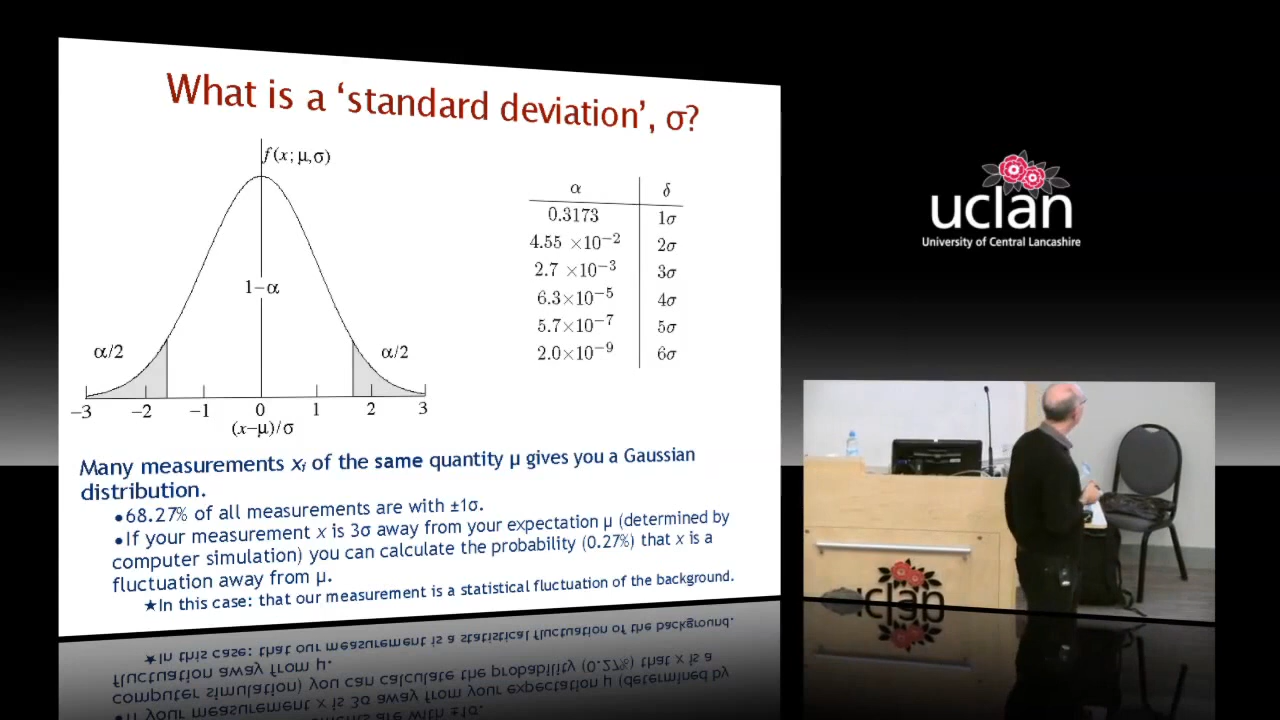 What is a ‘standard deviation’, σ?
f(x; μ,σ)
1−α
α/2
α/2
−3
−2
−1
0
1
2
3
(x−μ)/σ
α δ
0.3173 1σ
4.55 ×10−2 2σ
2.7 ×10−3 3σ
6.3×10−5 4σ
5.7×10−7 5σ
2.0×10−9 6σ
Many measurements xi of the same quantity μ gives you a Gaussian
distribution.
•68.27% of all measurements are with ±1σ.
•If your measurement x is 3σ away from your expectation μ (determined by
computer simulation) you can calculate the probability (0.27%) that x is a
fluctuation away from μ.
★In this case: that our measurement is a statistical fluctuation of the background.
uclan
University of Central Lancashire
uclan